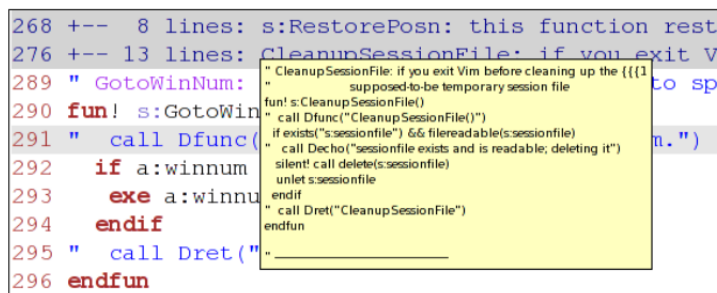 268 +--  8 lines: s:RestorePosn: this function rest
276 +-- 13 lines: CleanupSessionFile: if you exit V
289 " GotoWinNum: to sp
290 fun! s:GotoWin
291 "  call Dfunc( m.")
292    if a:winnum
293     exe a:winnu
294    endif
295 "  call Dret("
296 endfun
" CleanupSessionFile: if you exit Vim before cleaning up the {{{1
" supposed-to-be temporary session file
fun! s:CleanupSessionFile()
"  call Dfunc("CleanupSessionFile()")
  if exists("s:sessionfile") && filereadable(s:sessionfile)
"   call Decho("sessionfile exists and is readable; deleting it")
   silent! call delete(s:sessionfile)
   unlet s:sessionfile
  endif
"  call Dret("CleanupSessionFile")
endfun
" ____________________________